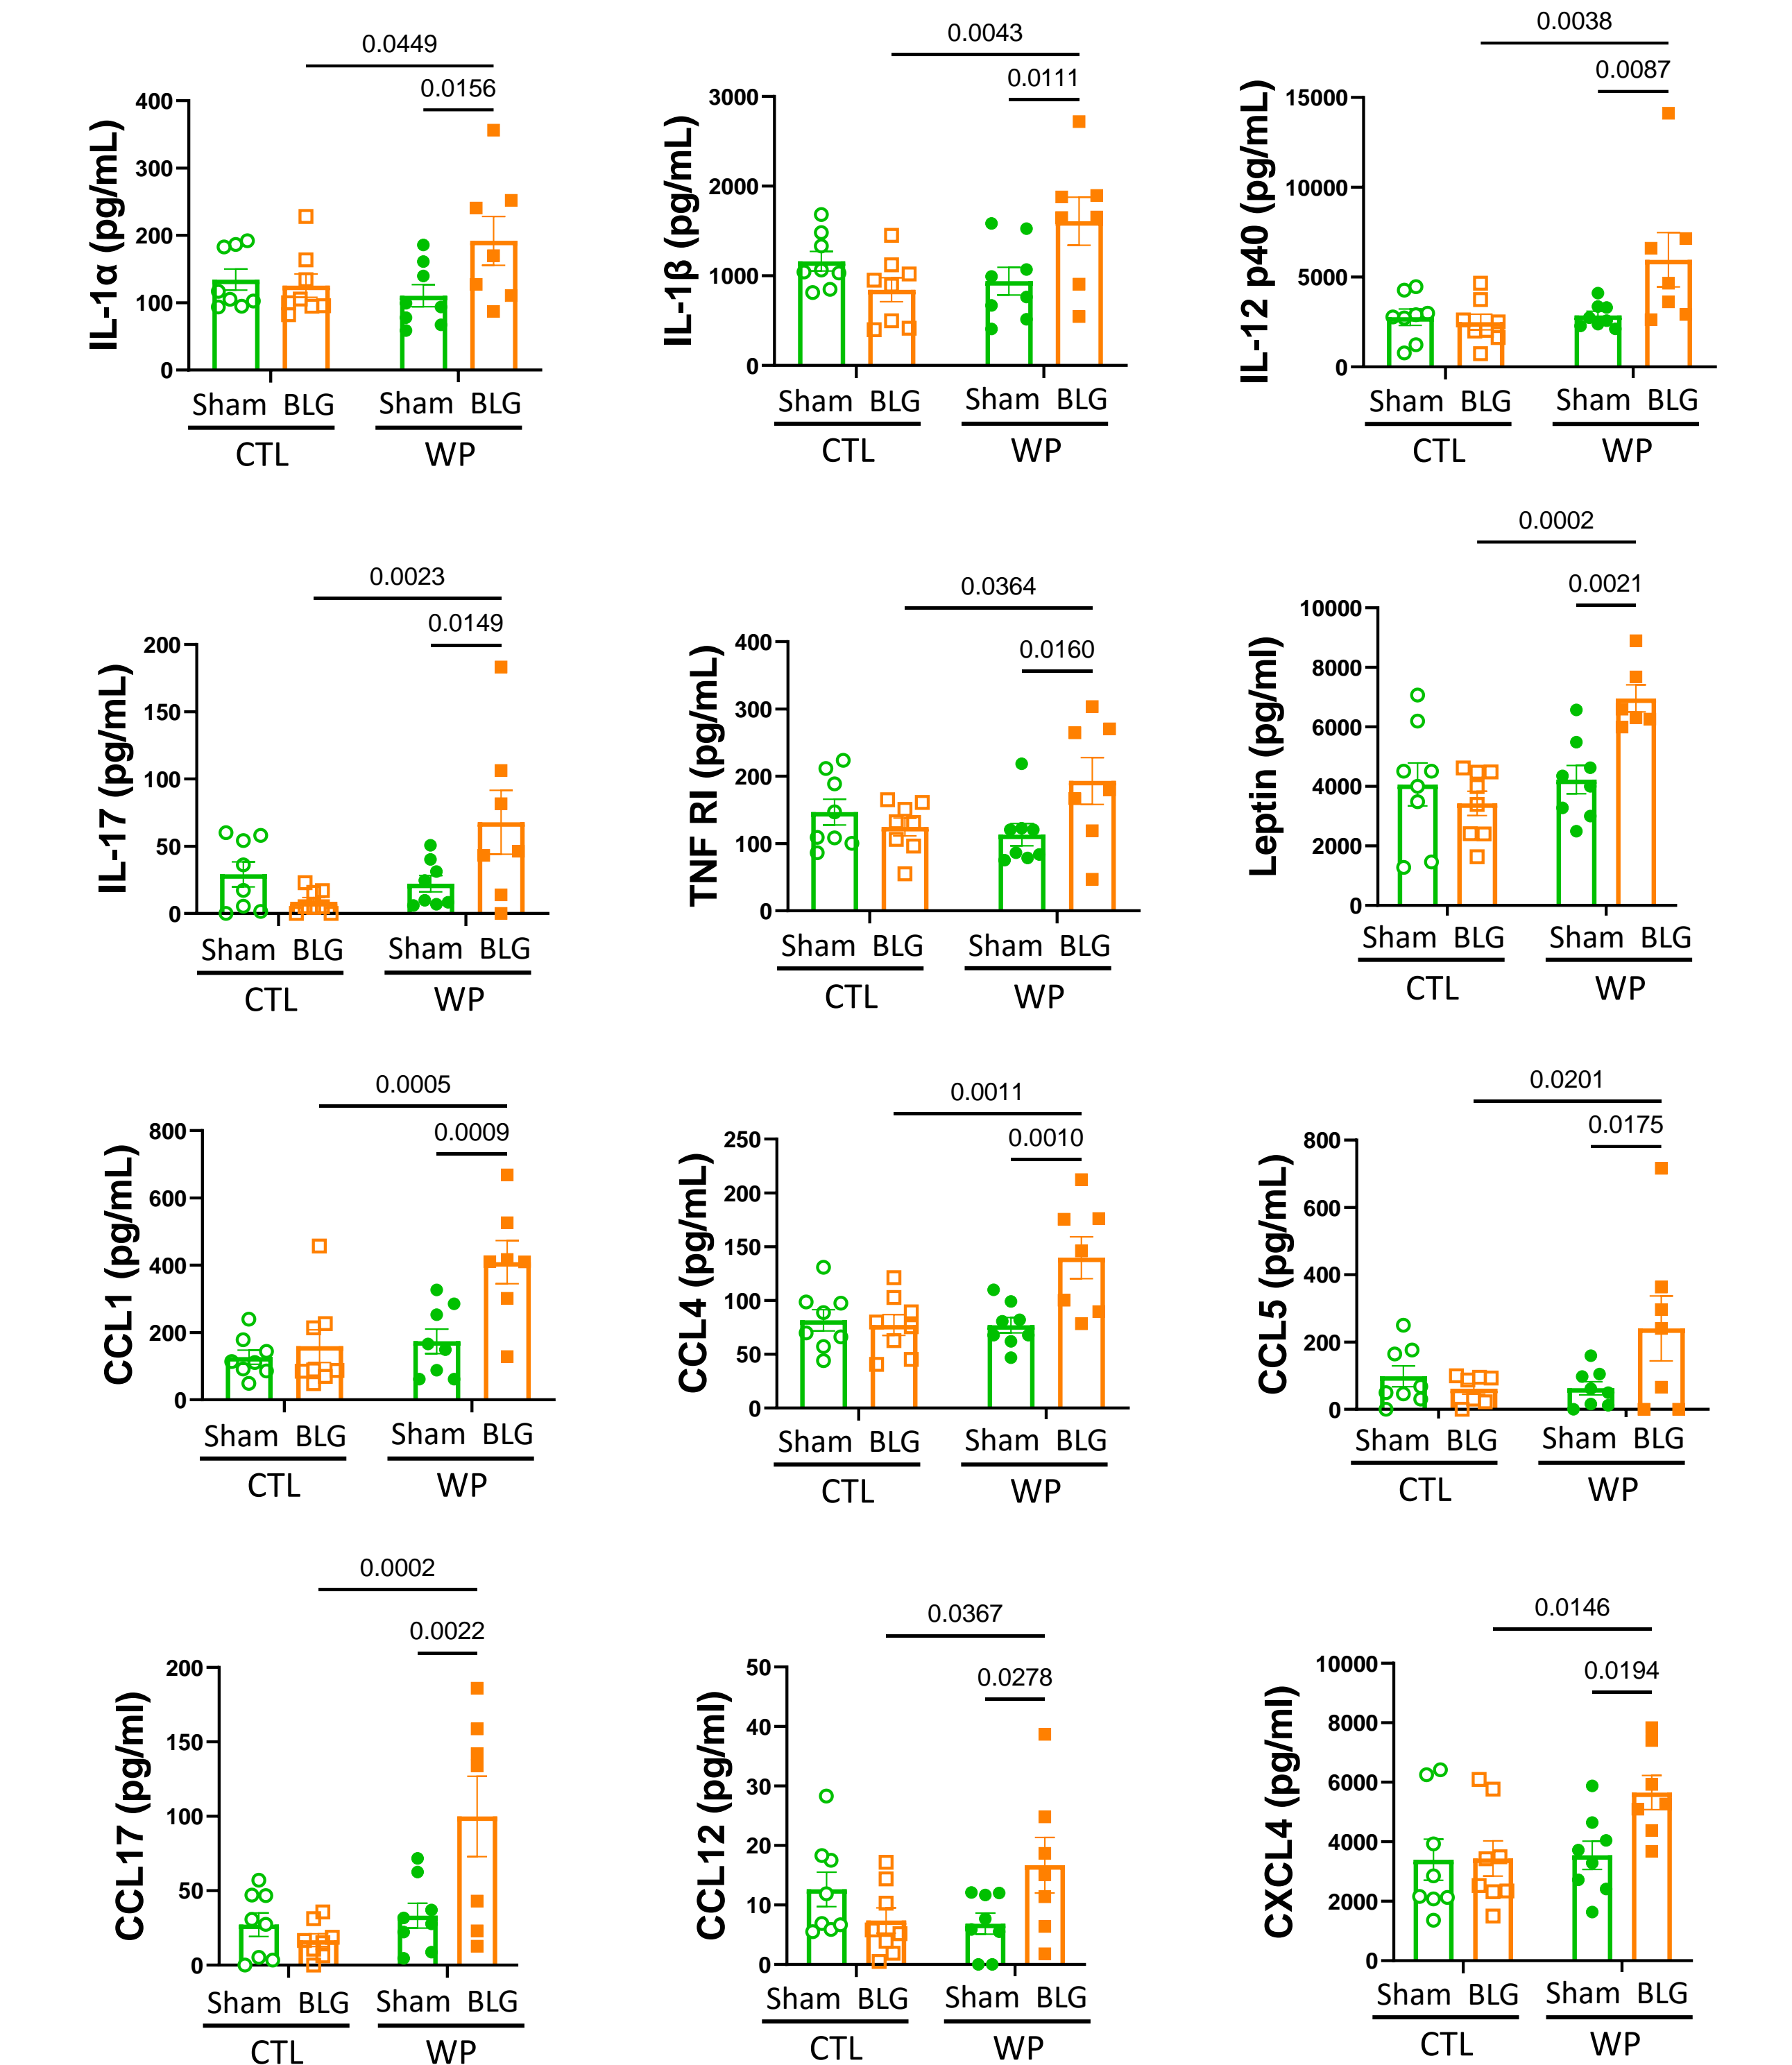 0.0449
0.0156
IL-1α (pg/mL)
400
300
200
100
0
Sham BLG Sham BLG
CTL WP
0.0043
0.0111
IL-1β (pg/mL)
3000
2000
1000
0
Sham BLG Sham BLG
CTL WP
0.0038
0.0087
IL-12 p40 (pg/mL)
15000
10000
5000
0
Sham BLG Sham BLG
CTL WP
0.0023
0.0149
IL-17 (pg/mL)
200
150
100
50
0
Sham BLG Sham BLG
CTL WP
0.0364
0.0160
TNF RI (pg/mL)
400
300
200
100
0
Sham BLG Sham BLG
CTL WP
0.0002
0.0021
Leptin (pg/ml)
10000
8000
6000
4000
2000
0
Sham BLG Sham BLG
CTL WP
0.0005
0.0009
CCL1 (pg/mL)
800
600
400
200
0
Sham BLG Sham BLG
CTL WP
0.0011
0.0010
CCL4 (pg/mL)
250
200
150
100
50
0
Sham BLG Sham BLG
CTL WP
0.0201
0.0175
CCL5 (pg/mL)
800
600
400
200
0
Sham BLG Sham BLG
CTL WP
0.0002
0.0022
CCL17 (pg/ml)
200
150
100
50
0
Sham BLG Sham BLG
CTL WP
0.0367
0.0278
CCL12 (pg/ml)
50
40
30
20
10
0
Sham BLG Sham BLG
CTL WP
0.0146
0.0194
CXCL4 (pg/ml)
10000
8000
6000
4000
2000
0
Sham BLG Sham BLG
CTL WP